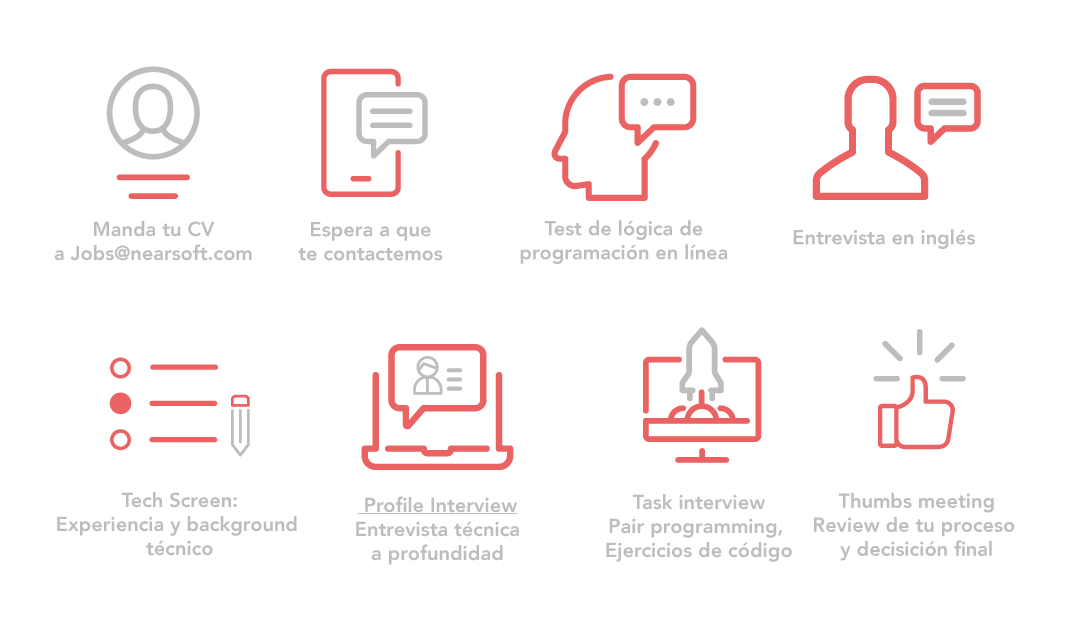 Manda tu CV
a Jobs@nearsoft.com
Espera a que
te contactemos
Test de lógica de
programación en línea
Entrevista en inglés
Tech Screen:
Experiencia y background
técnico
Profile Interview
Entrevista técnica
a profundidad
Task interview
Pair programming,
Ejercicios de código
Thumbs meeting
Review de tu proceso
y decisición final